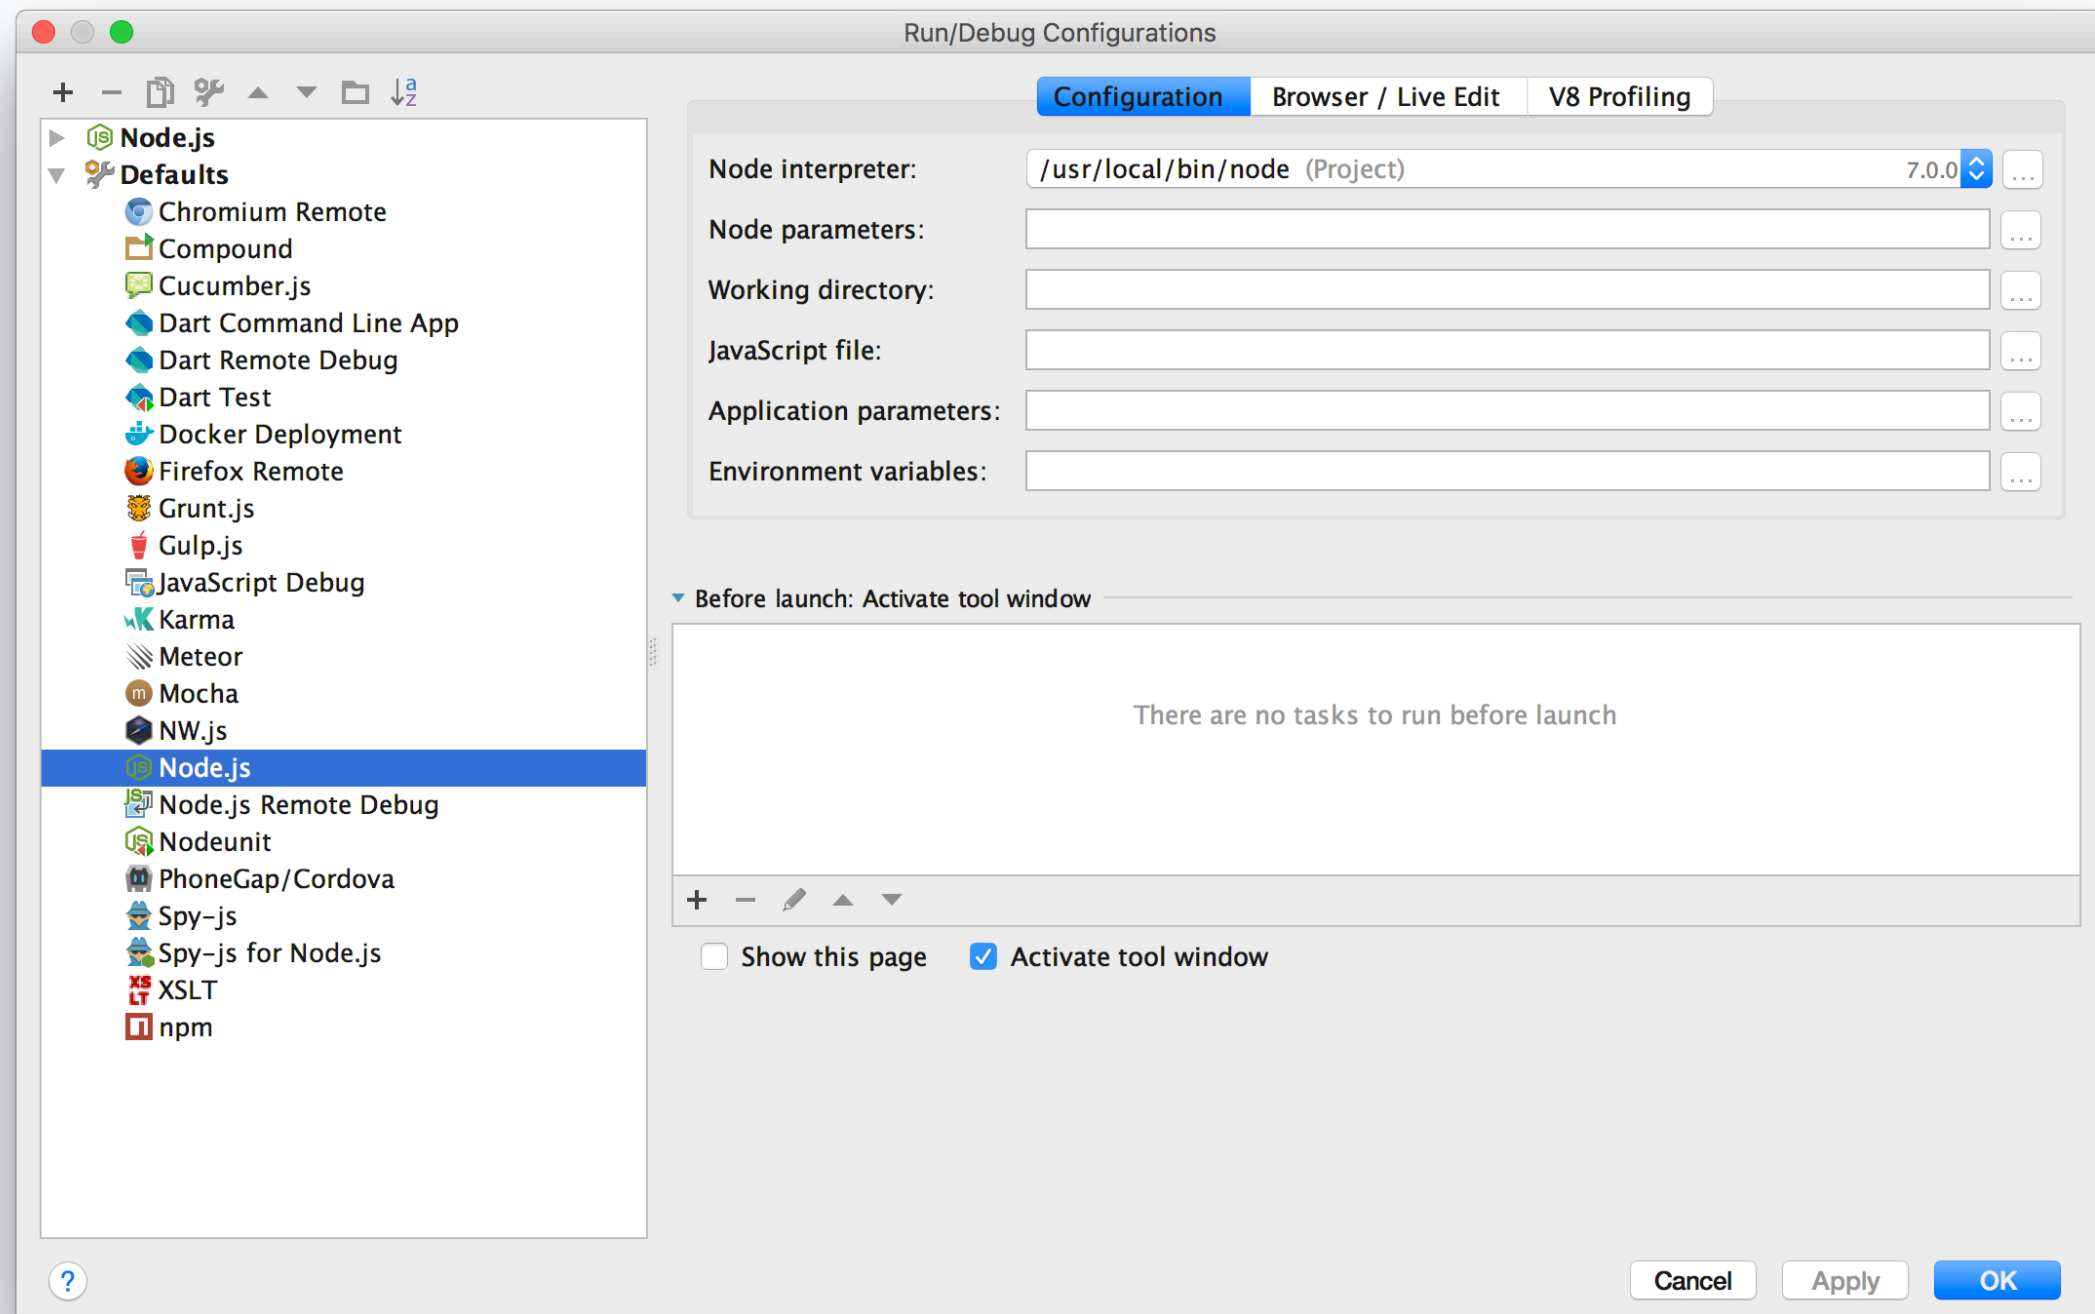 Run/Debug Configurations
Node.js
Defaults
Chromium Remote
Compound
Cucumber.js
Dart Command Line App
Dart Remote Debug
Dart Test
Docker Deployment
Firefox Remote
Grunt.js
Gulp.js
JavaScript Debug
Karma
Meteor
Mocha
NW.js
Node.js
Node.js Remote Debug
Nodeunit
PhoneGap/Cordova
Spy-js
Spy-js for Node.js
XSLT
npm
Configuration Browser / Live Edit V8 Profiling
Node interpreter: /usr/local/bin/node (Project) 7.0.0 ...
Node parameters: ...
Working directory: ...
JavaScript file: ...
Application parameters: ...
Environment variables: ...
Before launch: Activate tool window
There are no tasks to run before launch
Show this page Activate tool window
? Cancel Apply OK